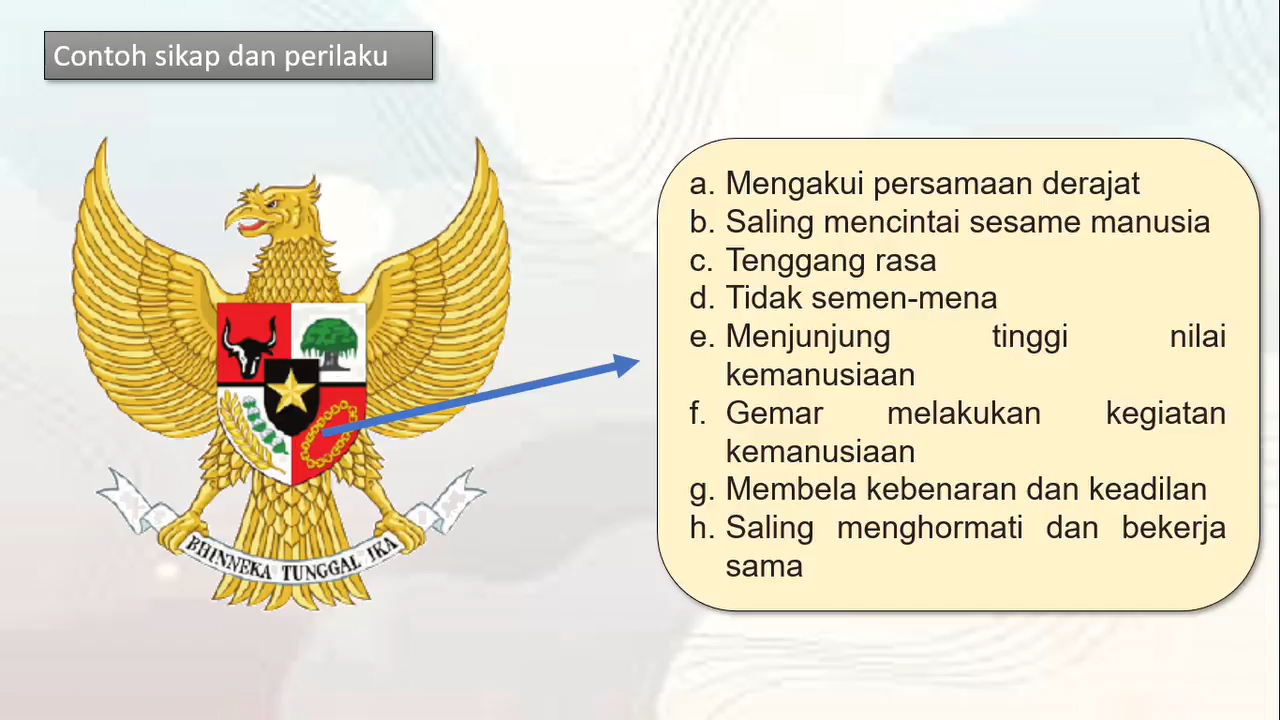 Contoh sikap dan perilaku
a. Mengakui persamaan derajat
b. Saling mencintai sesame manusia
c. Tenggang rasa
d. Tidak semen-mena
e. Menjunjung tinggi nilai
kemanusiaan
f. Gemar melakukan kegiatan
kemanusiaan
g. Membela kebenaran dan keadilan
h. Saling menghormati dan bekerja
sama
BHINNEKA TUNGGAL IKA